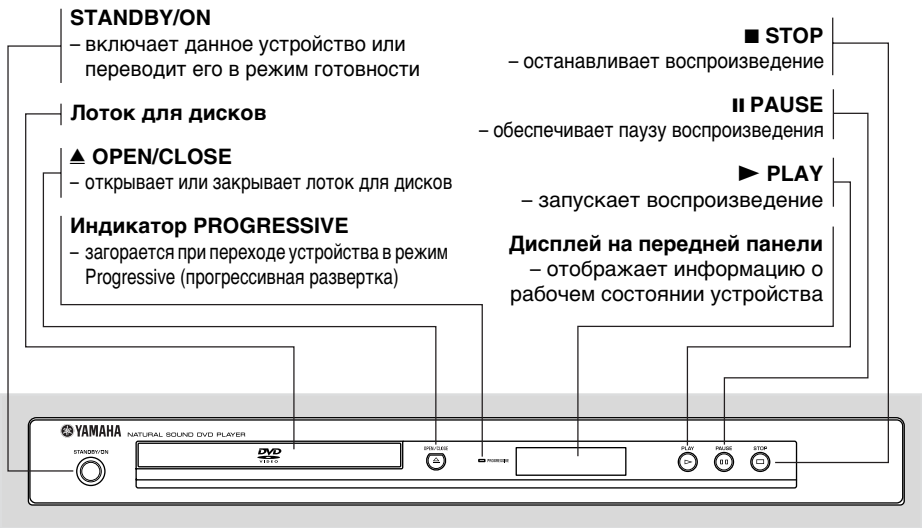 STANDBY/ON
– включает данное устройство или
переводит его в режим готовности
Лоток для дисков
▲ OPEN/CLOSE
– открывает или закрывает лоток для дисков
Индикатор PROGRESSIVE
– загорается при переходе устройства в режим
Progressive (прогрессивная развертка)
■ STOP
– останавливает воспроизведение
II PAUSE
– обеспечивает паузу воспроизведения
► PLAY
– запускает воспроизведение
Дисплей на передней панели
– отображает информацию о
рабочем состоянии устройства
YAMAHA NATURAL SOUND DVD PLAYER
STANDBY/ON
DVD
VIDEO
OPEN/CLOSE
PROGRESSIVE
PLAY
PAUSE
STOP